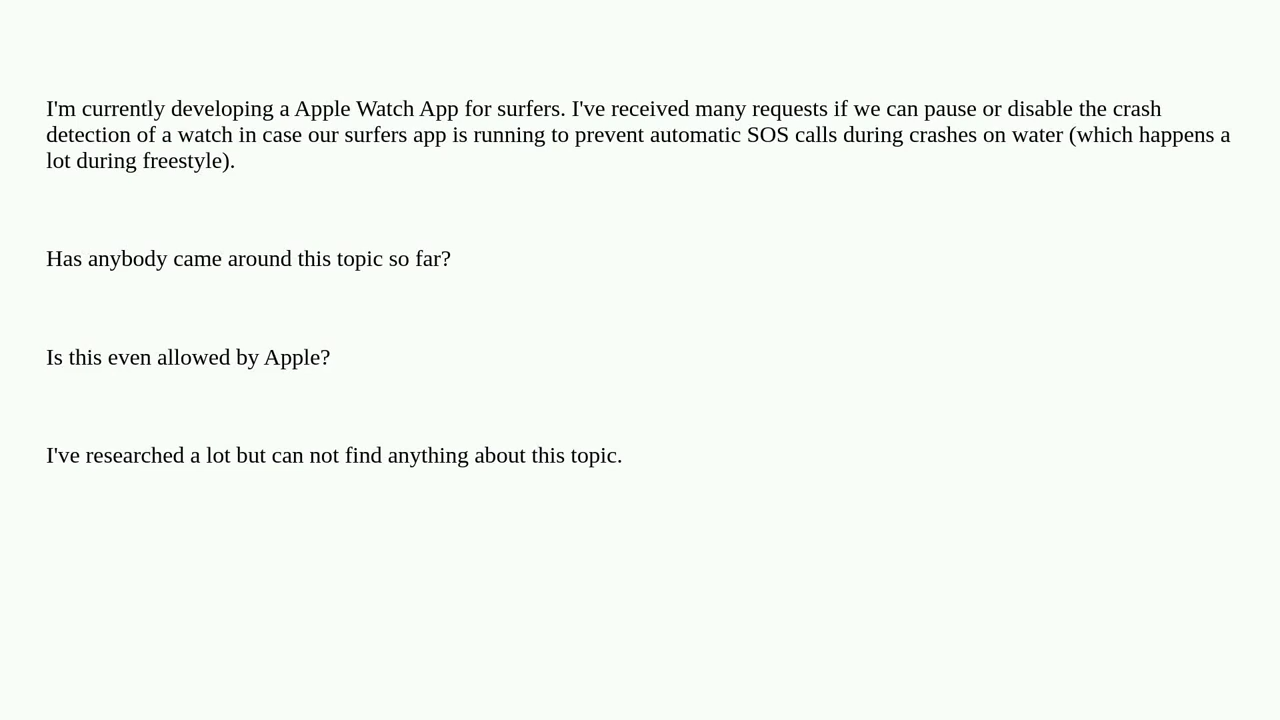 I'm currently developing a Apple Watch App for surfers. I've received many requests if we can pause or disable the crash
detection of a watch in case our surfers app is running to prevent automatic SOS calls during crashes on water (which happens a
lot during freestyle).
Has anybody came around this topic so far?
Is this even allowed by Apple?
I've researched a lot but can not find anything about this topic.